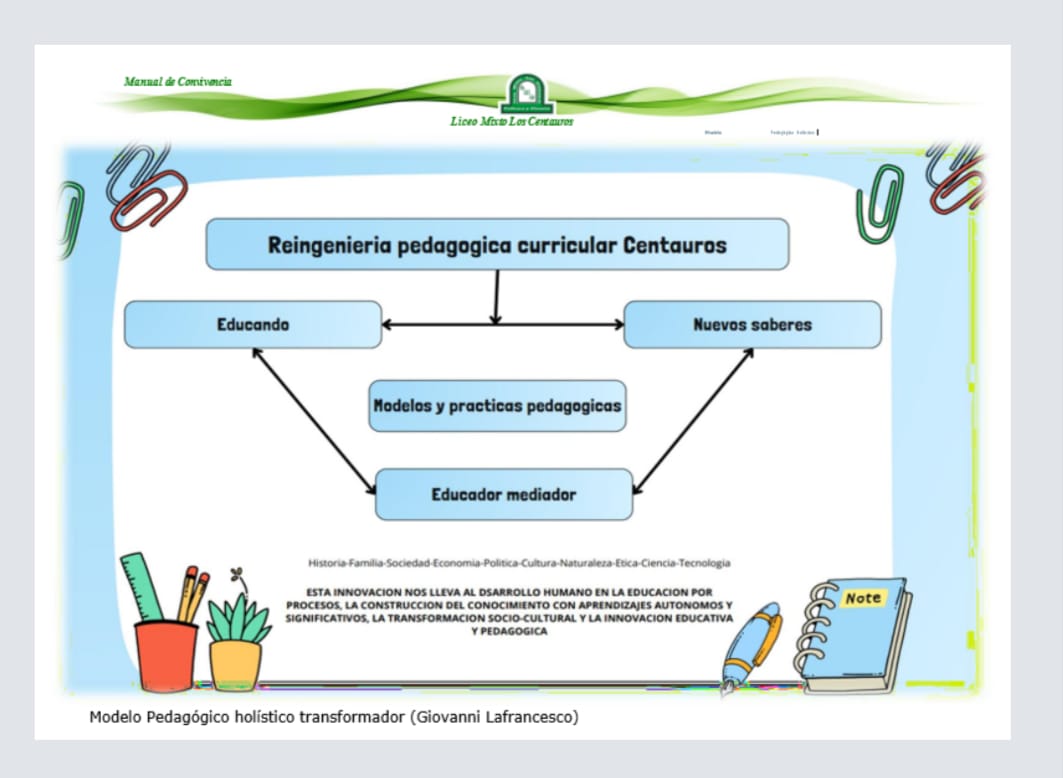 Manual de Convivencia
Liceo Mixto Los Centauros
Modelo Pedagógico Holístico
Reingenieria pedagogica curricular Centauros
Educando
Nuevos saberes
Modelos y practicas pedagogicas
Educador mediador
Historia-Familia-Sociedad-Economia-Politica-Cultura-Naturaleza-Etica-Ciencia-Tecnologia
ESTA INNOVACION NOS LLEVA AL DSARROLLO HUMANO EN LA EDUCACION POR
PROCESOS, LA CONSTRUCCION DEL CONOCIMIENTO CON APRENDIZAJES AUTONOMOS Y
SIGNIFICATIVOS, LA TRANSFORMACION SOCIO-CULTURAL Y LA INNOVACION EDUCATIVA
Y PEDAGOGICA
Note
Modelo Pedagógico holístico transformador (Giovanni Lafrancesco)